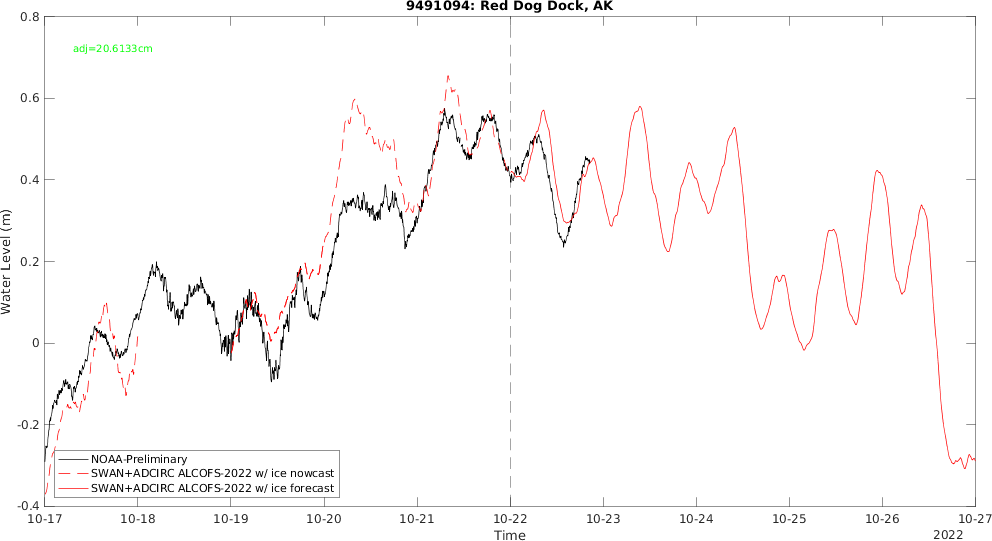 9491094: Red Dog Dock, AK
adj=20.6133cm
Water Level (m)
0.8
0.6
0.4
0.2
0
-0.2
-0.4
NOAA-Preliminary
SWAN+ADCIRC ALCOFS-2022 w/ ice nowcast
SWAN+ADCIRC ALCOFS-2022 w/ ice forecast
10-17 10-18 10-19 10-20 10-21 10-22 10-23 10-24 10-25 10-26 10-27
Time
2022